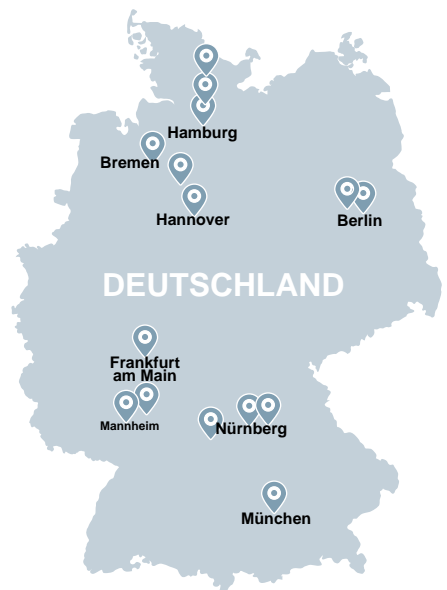 Hamburg
Bremen
Hannover
Berlin
DEUTSCHLAND
Frankfurt
am Main
Mannheim
Nürnberg
München